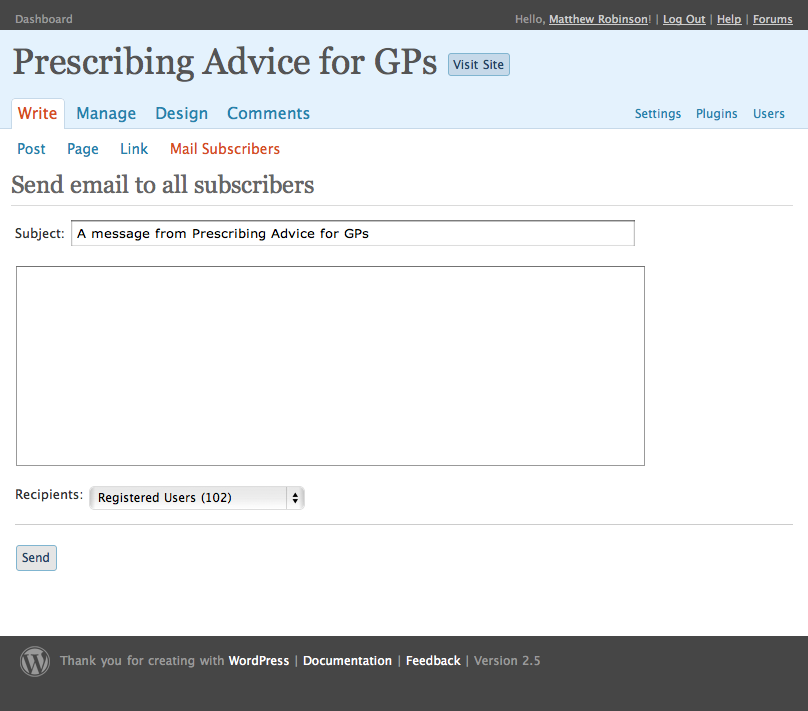 Dashboard Hello, Matthew Robinson! | Log Out | Help | Forums
Prescribing Advice for GPs Visit Site
Write Manage Design Comments Settings Plugins Users
Post Page Link Mail Subscribers
Send email to all subscribers
Subject: A message from Prescribing Advice for GPs
Recipients: Registered Users (102)
Send
Thank you for creating with WordPress | Documentation | Feedback | Version 2.5